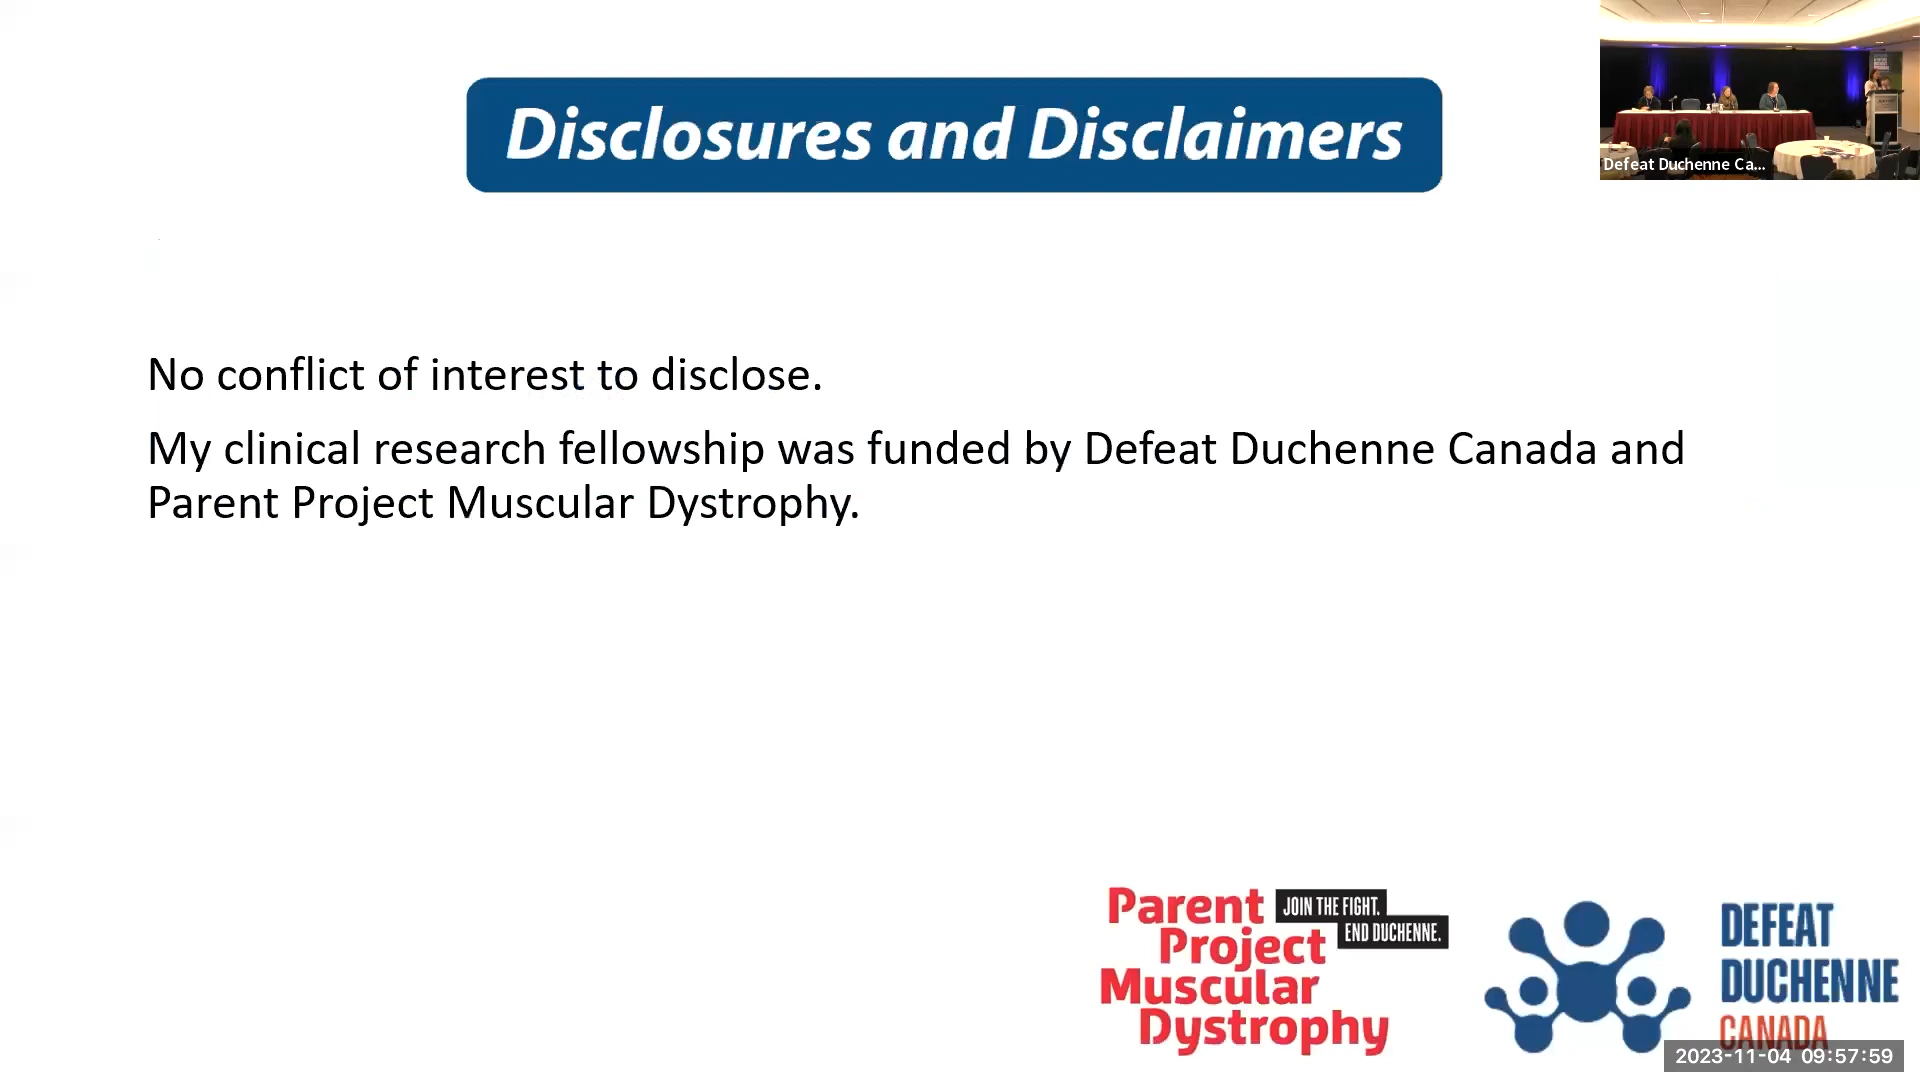 Disclosures and Disclaimers
Defeat Duchenne Ca...
No conflict of interest to disclose.
My clinical research fellowship was funded by Defeat Duchenne Canada and
Parent Project Muscular Dystrophy.
Parent
JOIN THE FIGHT.
Project
END DUCHENNE.
Muscular
Dystrophy
DEFEAT
DUCHENNE
CANADA
2023-11-04 09:57:59